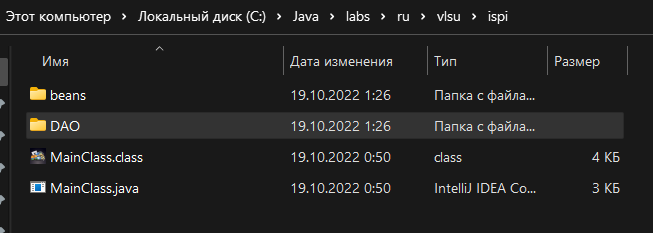 Этот компьютер > Локальный диск (C:) > Java > labs > ru > vlsu > ispi
Имя Дата изменения Тип Размер
beans 19.10.2022 1:26 Папка с файла...
DAO 19.10.2022 1:26 Папка с файла...
MainClass.class 19.10.2022 0:50 class 4 КБ
MainClass.java 19.10.2022 0:50 IntelliJ IDEA Co... 3 КБ